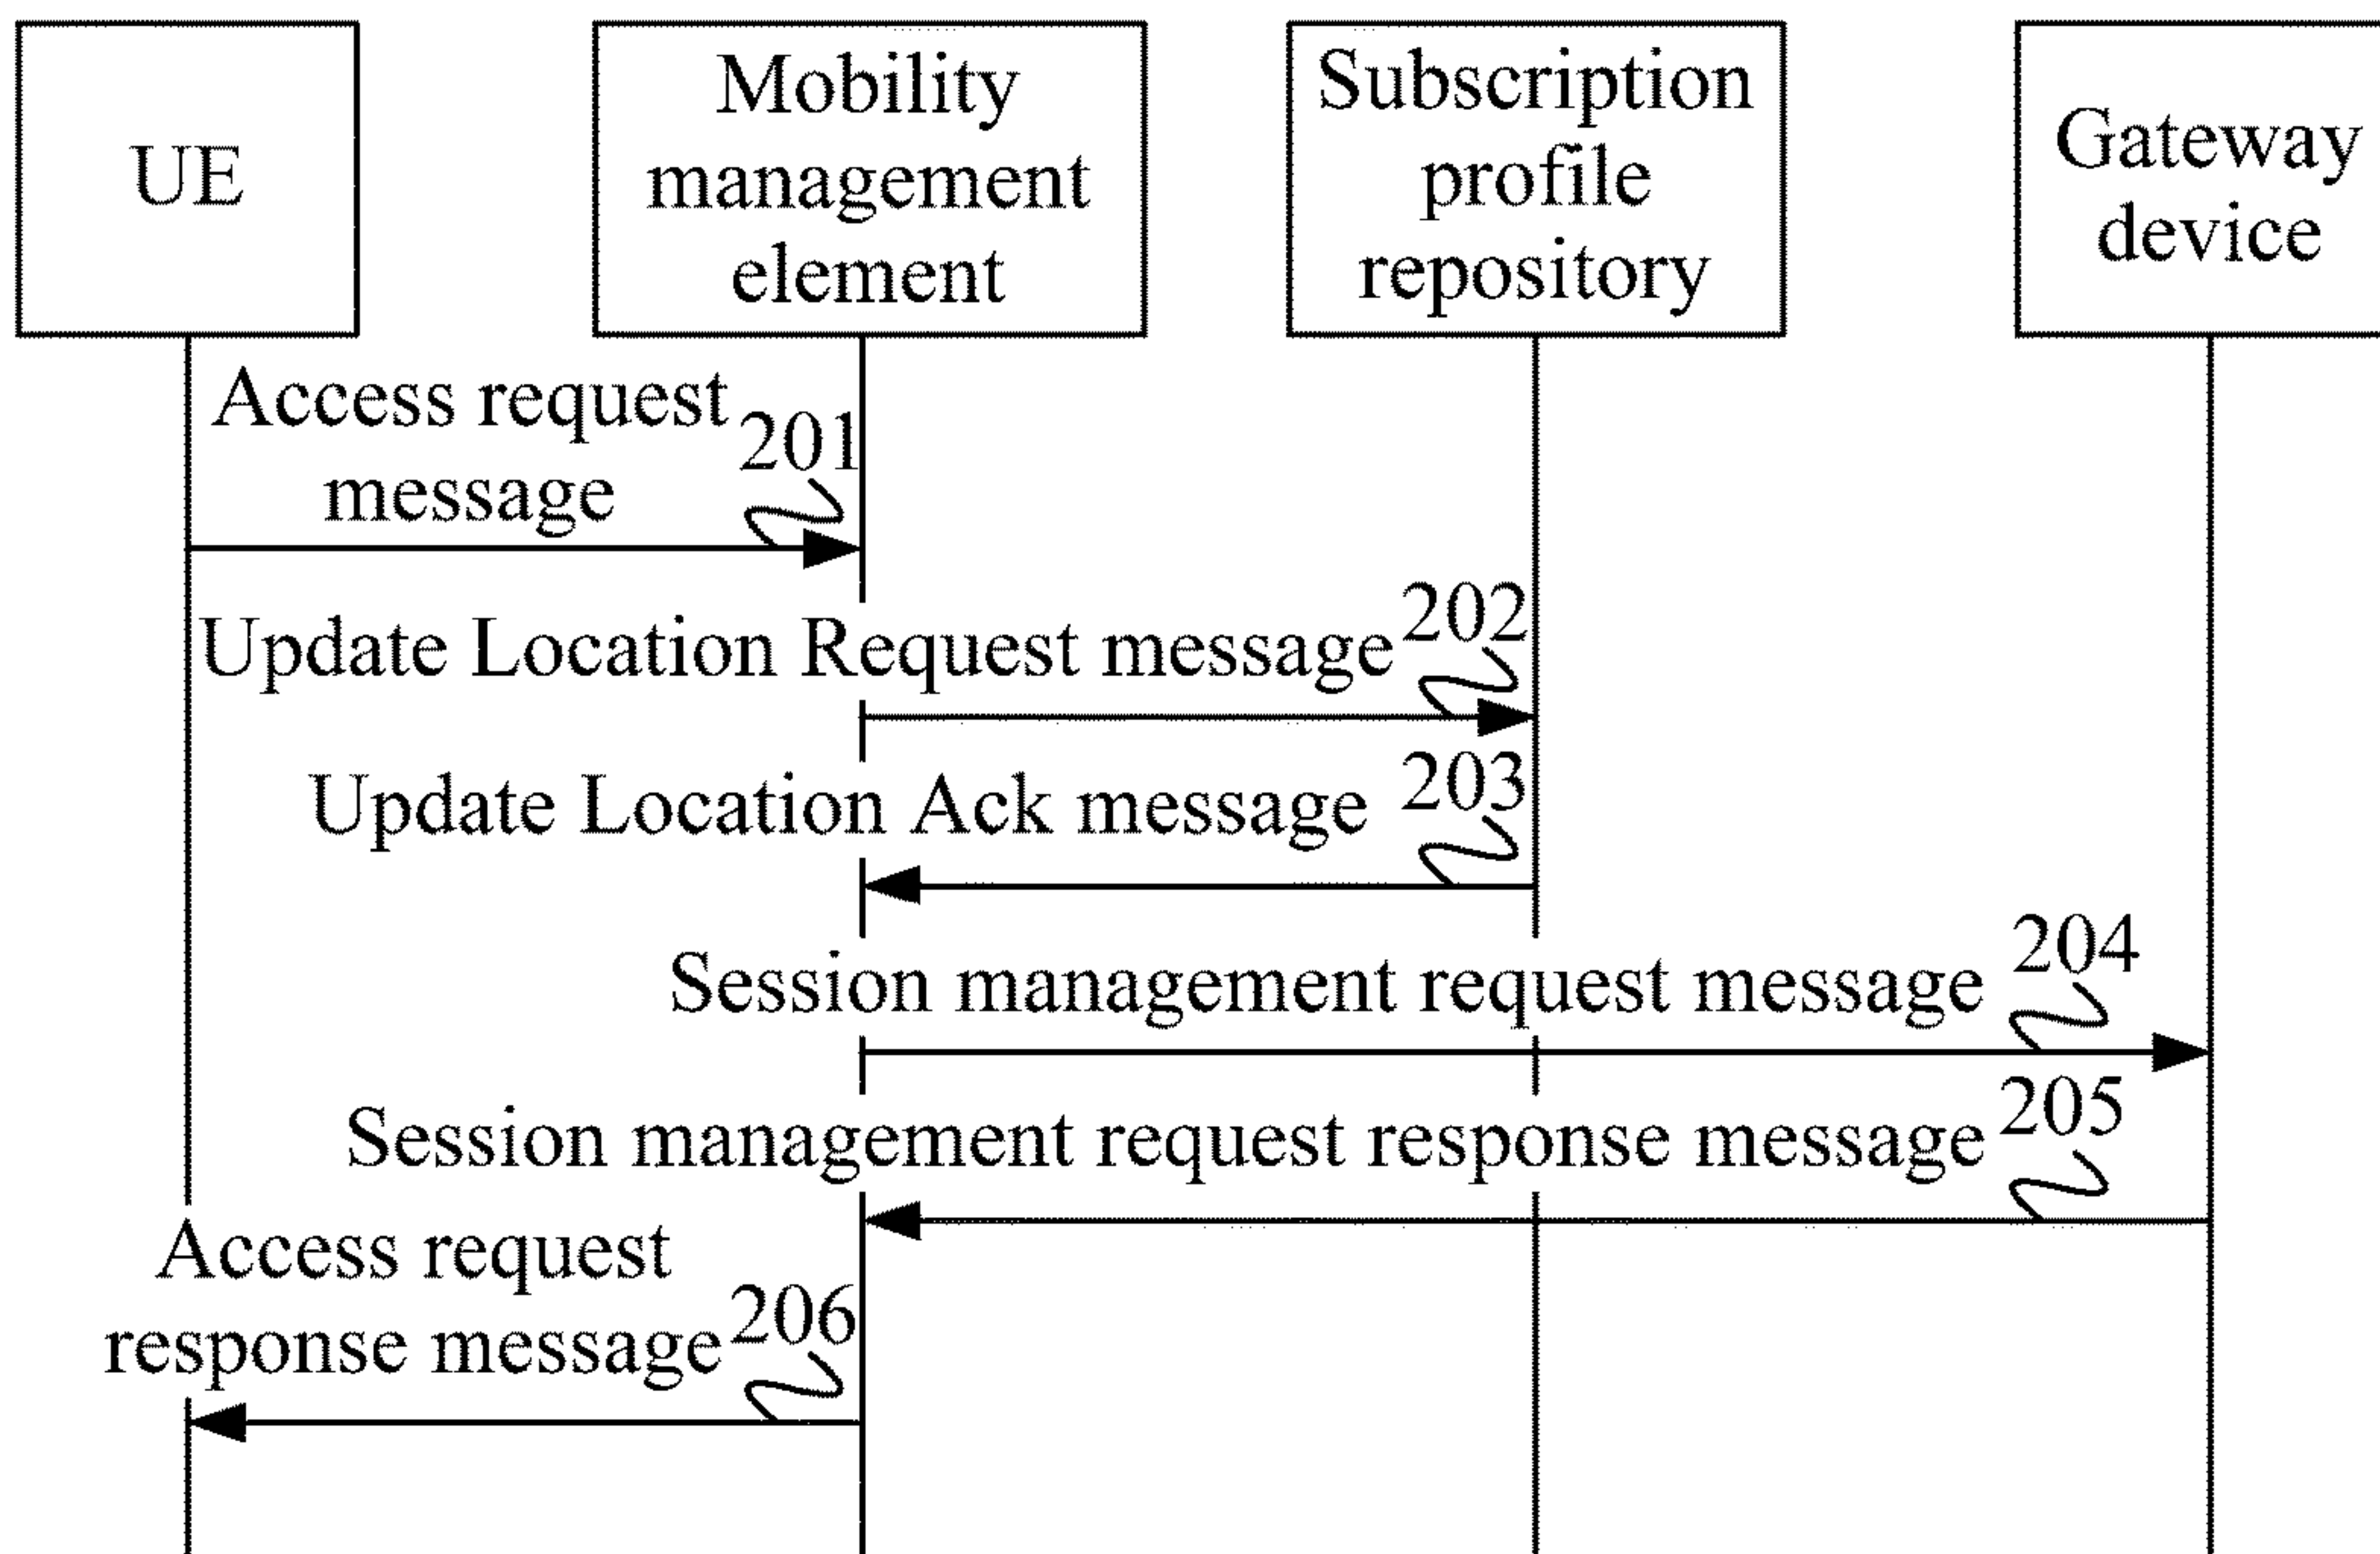 UE
Mobility
management
element
Subscription
profile
repository
Gateway
device
Access request
message
201
Update Location Request message
202
Update Location Ack message
203
Session management request message
204
Session management request response message
205
Access request
response message
206